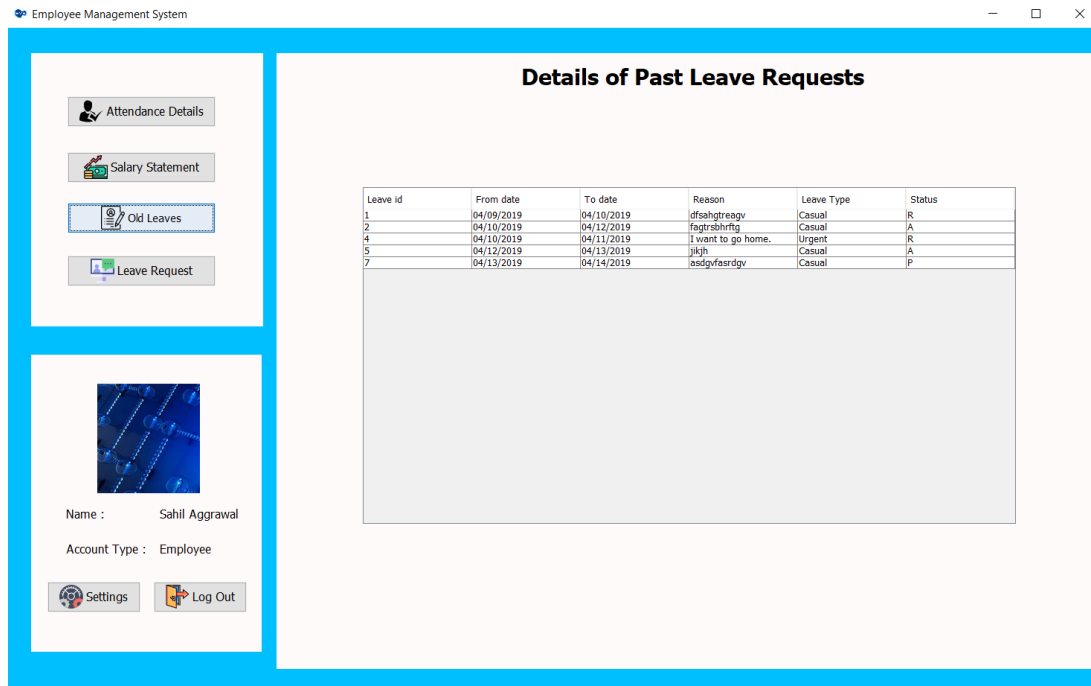 Employee Management System
Attendance Details
Salary Statement
Old Leaves
Leave Request
Name : Sahil Aggrawal
Account Type : Employee
Settings Log Out
Details of Past Leave Requests
Leave id From date To date Reason Leave Type Status
1 04/09/2019 04/10/2019 dfsahgtreagv Casual R
2 04/10/2019 04/12/2019 fagtrsbhrftg Casual A
4 04/10/2019 04/11/2019 I want to go home. Urgent R
5 04/12/2019 04/13/2019 jikjh Casual A
7 04/13/2019 04/14/2019 asdgvfasrdgv Casual P